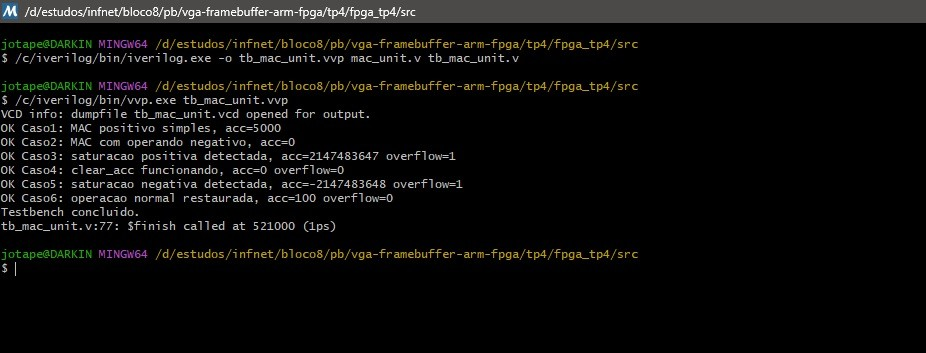 /d/estudos/infnet/bloco8/pb/vga-framebuffer-arm-fpga/tp4/fpga_tp4/src
jotape@DARKIN MINGW64 /d/estudos/infnet/bloco8/pb/vga-framebuffer-arm-fpga/tp4/fpga_tp4/src
$ /c/iverilog/bin/iverilog.exe -o tb_mac_unit.vvp mac_unit.v tb_mac_unit.v
jotape@DARKIN MINGW64 /d/estudos/infnet/bloco8/pb/vga-framebuffer-arm-fpga/tp4/fpga_tp4/src
$ /c/iverilog/bin/vvp.exe tb_mac_unit.vvp
VCD info: dumpfile tb_mac_unit.vcd opened for output.
OK Caso1: MAC positivo simples, acc=5000
OK Caso2: MAC com operando negativo, acc=0
OK Caso3: saturacao positiva detectada, acc=2147483647 overflow=1
OK Caso4: clear_acc funcionando, acc=0 overflow=0
OK Caso5: saturacao negativa detectada, acc=-2147483648 overflow=1
OK Caso6: operacao normal restaurada, acc=100 overflow=0
Testbench concluido.
tb_mac_unit.v:77: $finish called at 521000 (1ps)
jotape@DARKIN MINGW64 /d/estudos/infnet/bloco8/pb/vga-framebuffer-arm-fpga/tp4/fpga_tp4/src
$